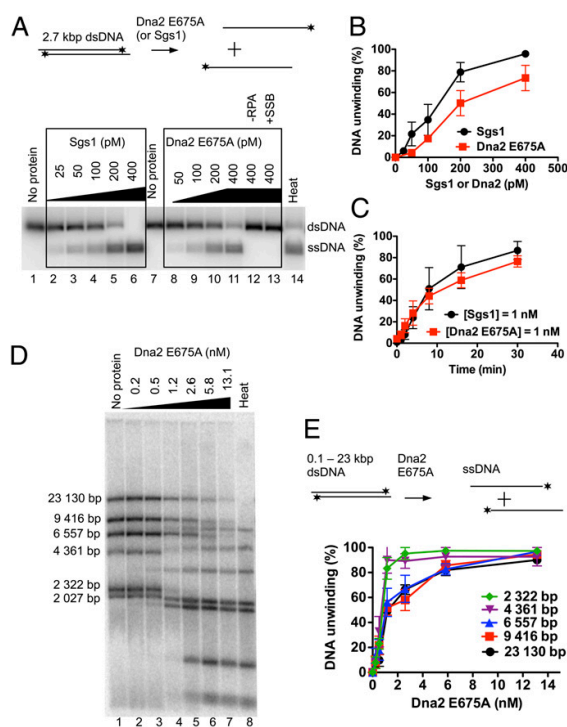 A
2.7 kbp dsDNA
Dna2 E675A
(or Sgs1)
+
Sgs1 (pM)
Dna2 E675A (pM)
-RPA
+SSB
No protein
25
50
100
200
400
No protein
50
100
200
400
400
400
Heat
dsDNA
ssDNA
1 2 3 4 5 6 7 8 9 10 11 12 13 14
B
DNA unwinding (%)
100
80
60
40
20
0
Sgs1
Dna2 E675A
0 100 200 300 400 500
Sgs1 or Dna2 (pM)
C
DNA unwinding (%)
100
80
60
40
20
0
[Sgs1] = 1 nM
[Dna2 E675A] = 1 nM
0 10 20 30 40
Time (min)
D
Dna2 E675A (nM)
No protein
0.2
0.5
1.2
2.6
5.8
13.1
Heat
23 130 bp
9 416 bp
6 557 bp
4 361 bp
2 322 bp
2 027 bp
1 2 3 4 5 6 7 8
E
0.1 – 23 kbp
dsDNA
Dna2
E675A
ssDNA
+
DNA unwinding (%)
100
80
60
40
20
0
2 322 bp
4 361 bp
6 557 bp
9 416 bp
23 130 bp
0 2 4 6 8 10 12 14
Dna2 E675A (nM)